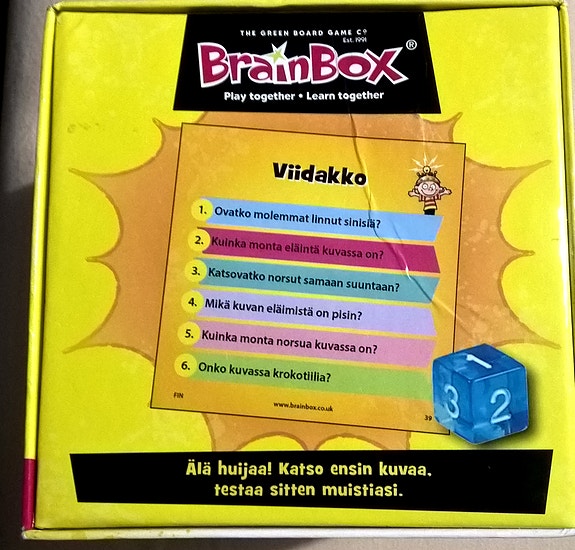 THE GREEN BOARD GAME Cº
Est. 1991
BrainBox®
Play together • Learn together
Viidakko
1. Ovatko molemmat linnut sinisiä?
2. Kuinka monta eläintä kuvassa on?
3. Katsovatko norsut samaan suuntaan?
4. Mikä kuvan eläimistä on pisin?
5. Kuinka monta norsua kuvassa on?
6. Onko kuvassa krokotiilia?
FIN
www.brainbox.co.uk
39
1
3 2
Älä huijaa! Katso ensin kuvaa,
testaa sitten muistiasi.